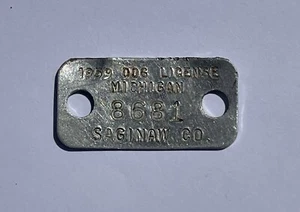 1959 DOG LICENSE
MICHIGAN
8681
SAGINAW CO.